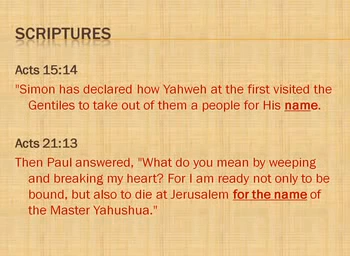 SCRIPTURES
Acts 15:14
"Simon has declared how Yahweh at the first visited the
Gentiles to take out of them a people for His name.
Acts 21:13
Then Paul answered, "What do you mean by weeping
and breaking my heart? For I am ready not only to be
bound, but also to die at Jerusalem for the name of
the Master Yahushua."